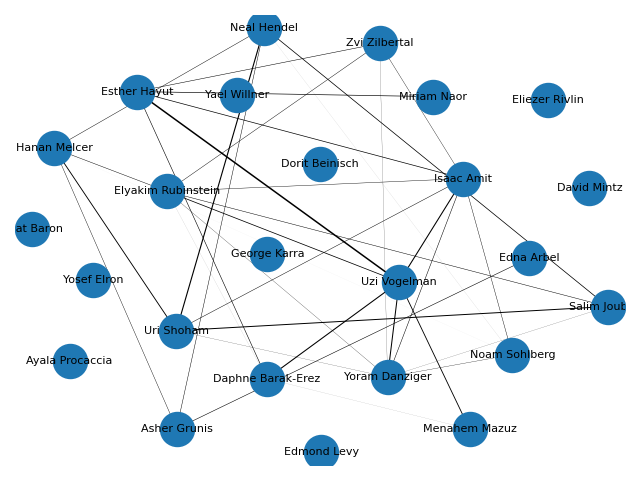 Neal Hendel
Zvi Zilbertal
Esther Hayut
Yael Willner
Miriam Naor
Eliezer Rivlin
Hanan Melcer
Dorit Beinisch
Isaac Amit
Elyakim Rubinstein
David Mintz
at Baron
George Karra
Edna Arbel
Yosef Elron
Uzi Vogelman
Salim Joub
Uri Shoham
Noam Sohlberg
Ayala Procaccia
Daphne Barak-Erez
Yoram Danziger
Asher Grunis
Menahem Mazuz
Edmond Levy